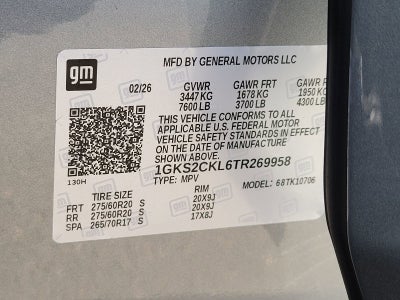 gm
MFD BY GENERAL MOTORS LLC
02/26 GVWR GAWR FRT GAWR
3447 KG 1678 KG 1950 KG
7600 LB 3700 LB 4300 LB
THIS VEHICLE CONFORMS TO ALL
APPLICABLE U.S. FEDERAL MOTOR
VEHICLE SAFETY STANDARDS IN EFFECT
ON THE DATE OF MANUFACTURE
SHOWN ABOVE.
1GKS2CKL6TR269958
130H TYPE: MPV MODEL: 68TK10706
TIRE SIZE RIM
FRT 275/60R20 S 20X9J
RR 275/60R20 S 20X9J
SPA 265/70R17 S 17X8J